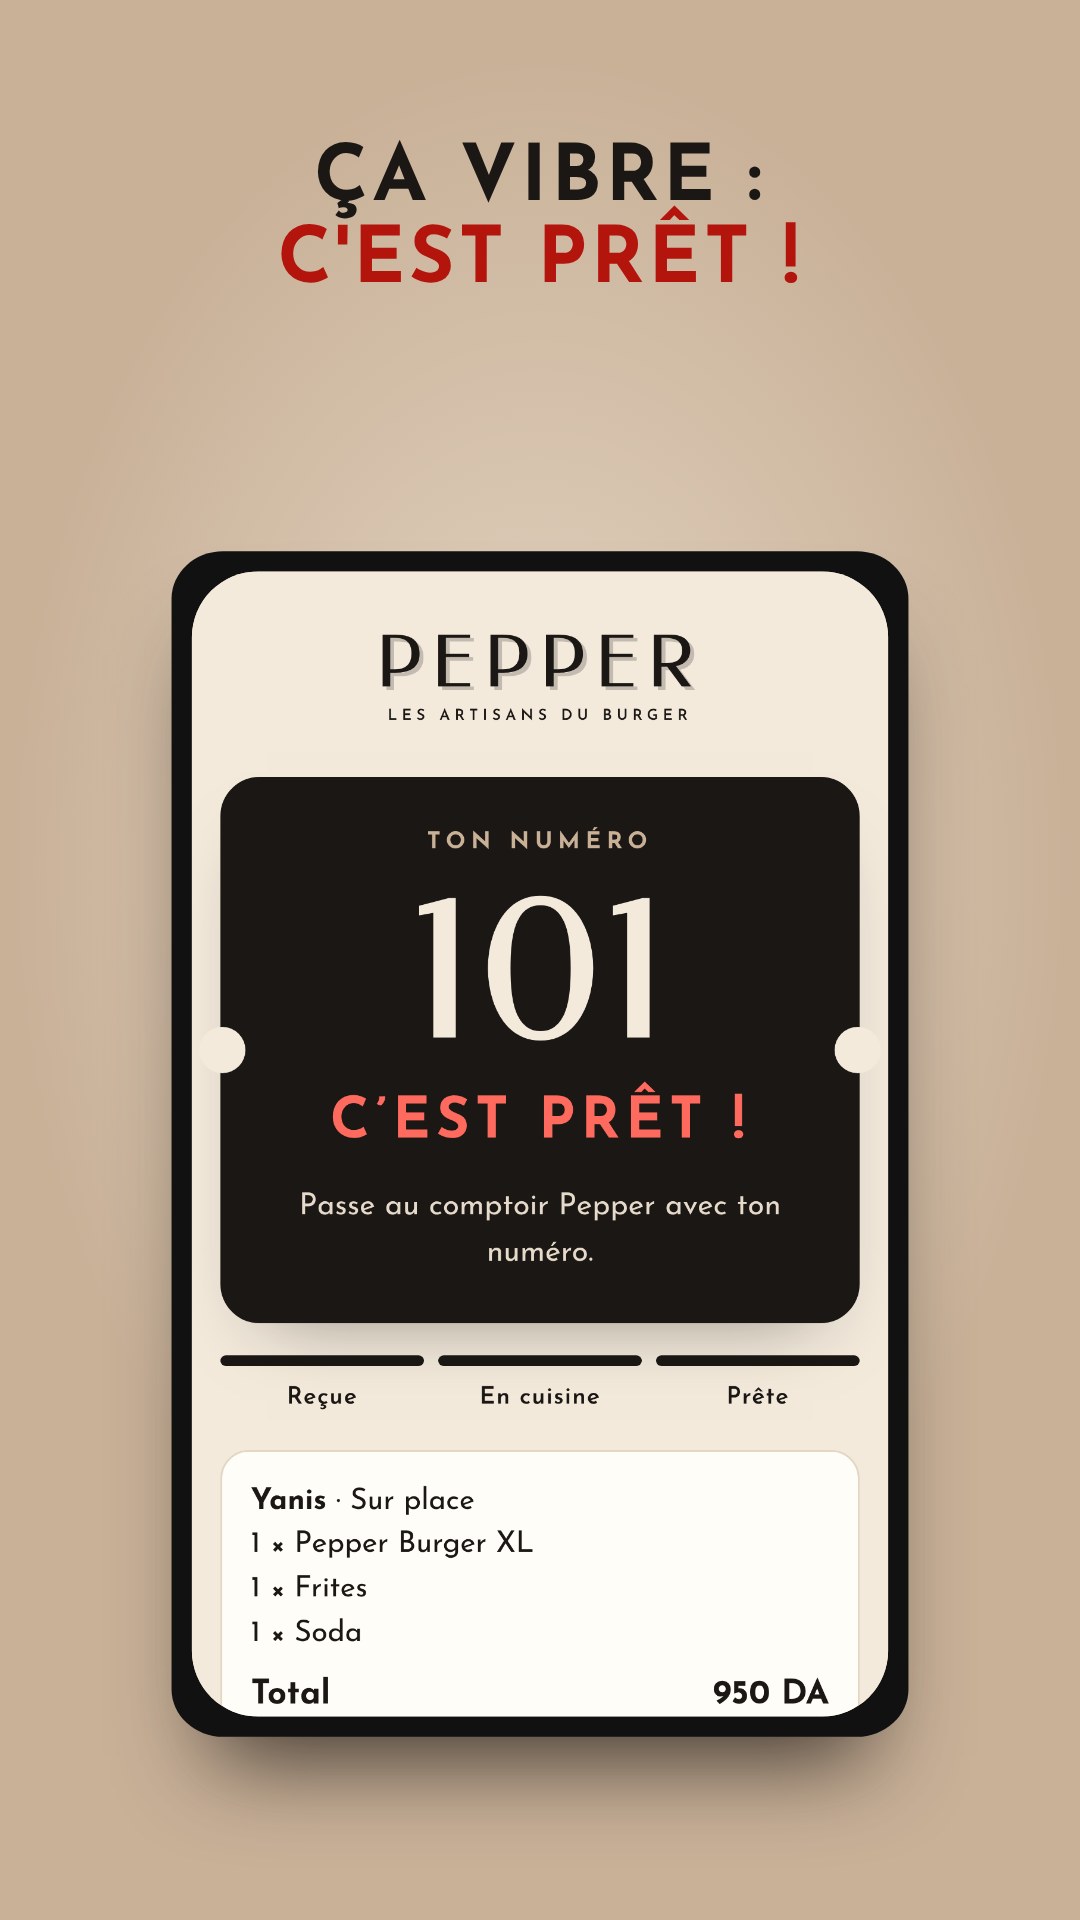 ÇA VIBRE :
C'EST PRÊT !
PEPPER
LES ARTISANS DU BURGER
TON NUMÉRO
101
C’EST PRÊT !
Passe au comptoir Pepper avec ton
numéro.
Reçue En cuisine Prête
Yanis · Sur place
1 × Pepper Burger XL
1 × Frites
1 × Soda
Total 950 DA